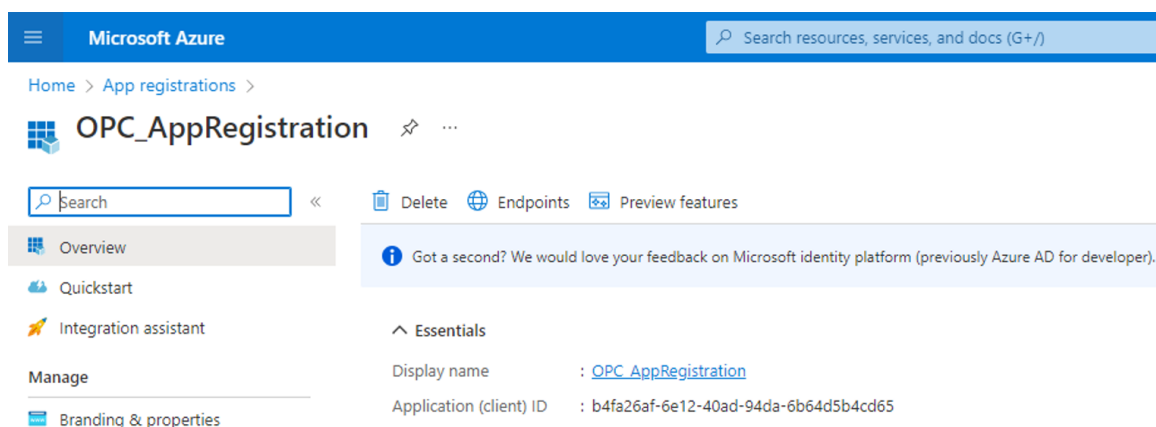 Microsoft Azure
Search resources, services, and docs (G+/)
Home > App registrations >
OPC_AppRegistration
Search
Delete
Endpoints
Preview features
Overview
Got a second? We would love your feedback on Microsoft identity platform (previously Azure AD for developer).
Quickstart
Integration assistant
Essentials
Manage
Display name : OPC_AppRegistration
Application (client) ID : b4fa26af-6e12-40ad-94da-6b64d5b4cd65
Branding & properties